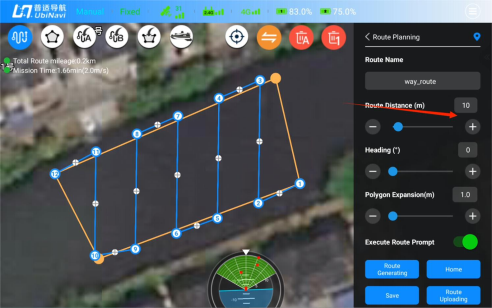 普适导航
UbiNavi
Manual
Fixed
4G
83.0%
75.0%
A
B
A
A
1
Total Route mileage:0.2km
Mission Time:1.66min(2.0m/s)
3
4
7
8
11
12
1
2
5
6
9
10
Route Planning
Route Name
way_route
Route Distance (m)
10
Heading (°)
0
Polygon Expansion(m)
1.0
Execute Route Prompt
Route
Generating
Home
Save
Route
Uploading